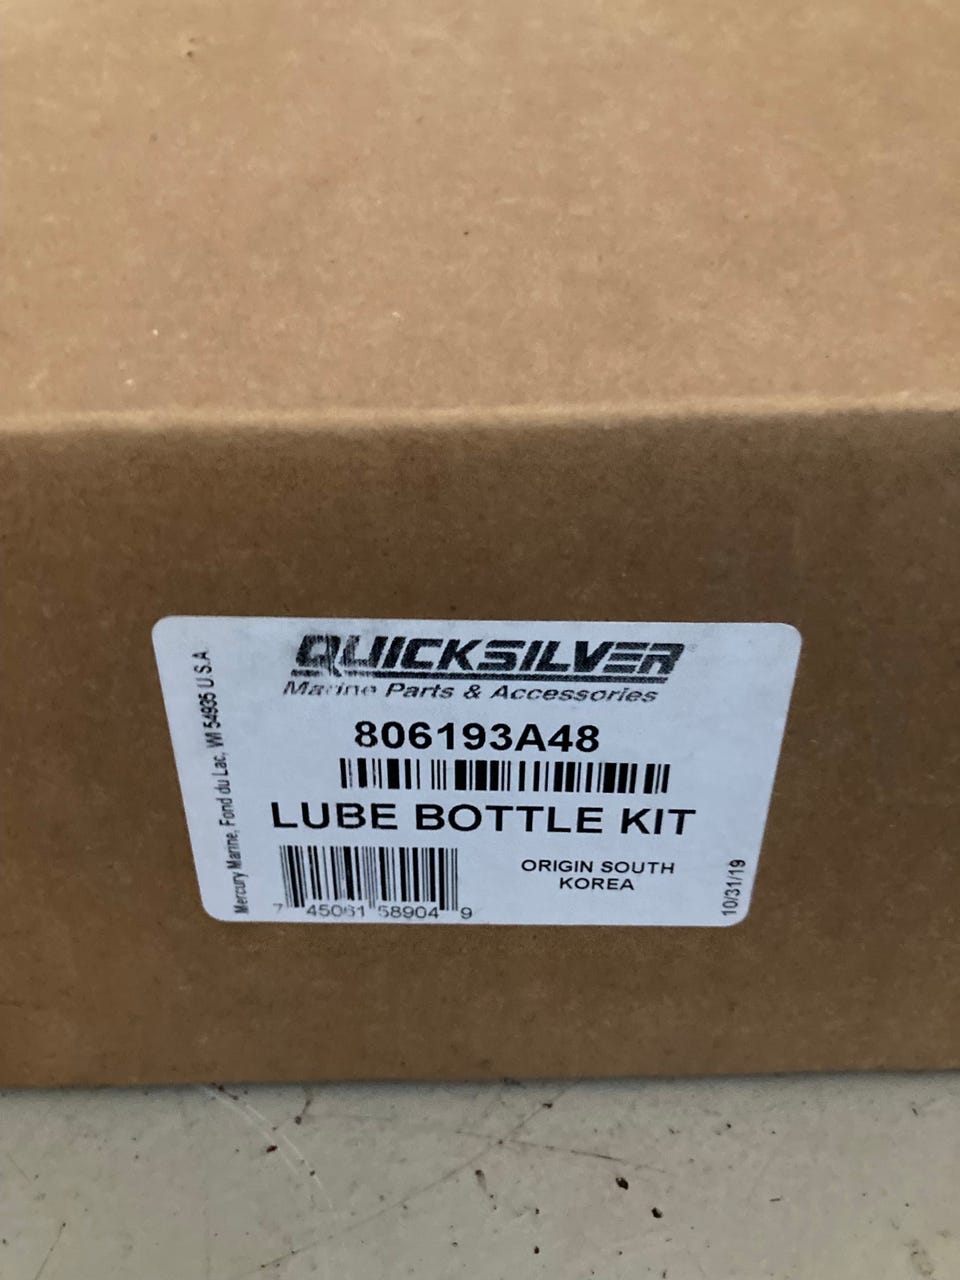 QUICKSILVER®
Marine Parts & Accessories
806193A48
LUBE BOTTLE KIT
ORIGIN SOUTH
KOREA
7 45061 58904 9
Mercury Marine, Fond du Lac, WI 54935 U.S.A.
10/31/19